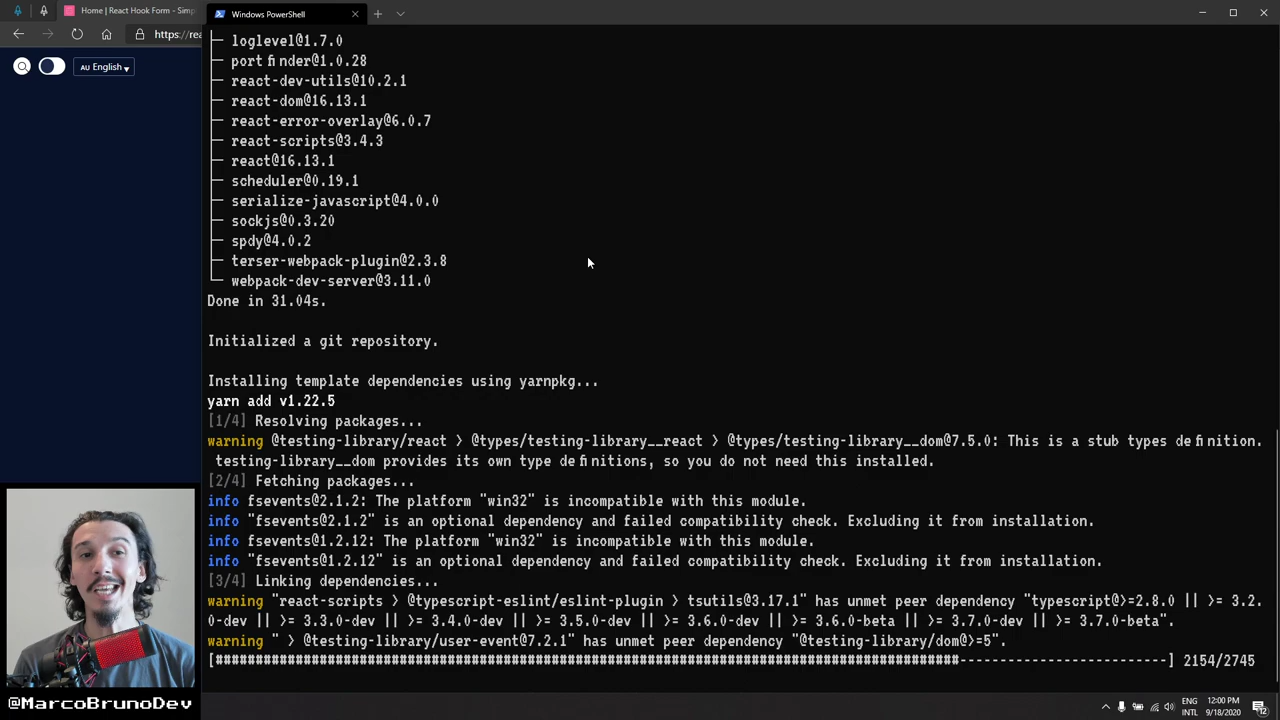 Home | React Hook Form - Simp
Windows PowerShell
https://rea
AU English
loglevel@1.7.0
portfinder@1.0.28
react-dev-utils@10.2.1
react-dom@16.13.1
react-error-overlay@6.0.7
react-scripts@3.4.3
react@16.13.1
scheduler@0.19.1
serialize-javascript@4.0.0
sockjs@0.3.20
spdy@4.0.2
terser-webpack-plugin@2.3.8
webpack-dev-server@3.11.0
Done in 31.04s.
Initialized a git repository.
Installing template dependencies using yarnpkg...
yarn add v1.22.5
[1/4] Resolving packages...
warning @testing-library/react > @types/testing-library__react > @types/testing-library__dom@7.5.0: This is a stub types definition.
testing-library__dom provides its own type definitions, so you do not need this installed.
[2/4] Fetching packages...
info fsevents@2.1.2: The platform "win32" is incompatible with this module.
info "fsevents@2.1.2" is an optional dependency and failed compatibility check. Excluding it from installation.
info fsevents@1.2.12: The platform "win32" is incompatible with this module.
info "fsevents@1.2.12" is an optional dependency and failed compatibility check. Excluding it from installation.
[3/4] Linking dependencies...
warning "react-scripts > @typescript-eslint/eslint-plugin > tsutils@3.17.1" has unmet peer dependency "typescript@>=2.8.0 || >= 3.2.
0-dev || >= 3.3.0-dev || >= 3.4.0-dev || >= 3.5.0-dev || >= 3.6.0-dev || >= 3.6.0-beta || >= 3.7.0-dev || >= 3.7.0-beta".
warning " > @testing-library/user-event@7.2.1" has unmet peer dependency "@testing-library/dom@>=5".
[##############################################################################################--------------------------] 2154/2745
@MarcoBrunoDev
ENG
INTL
12:00 PM
9/18/2020
12